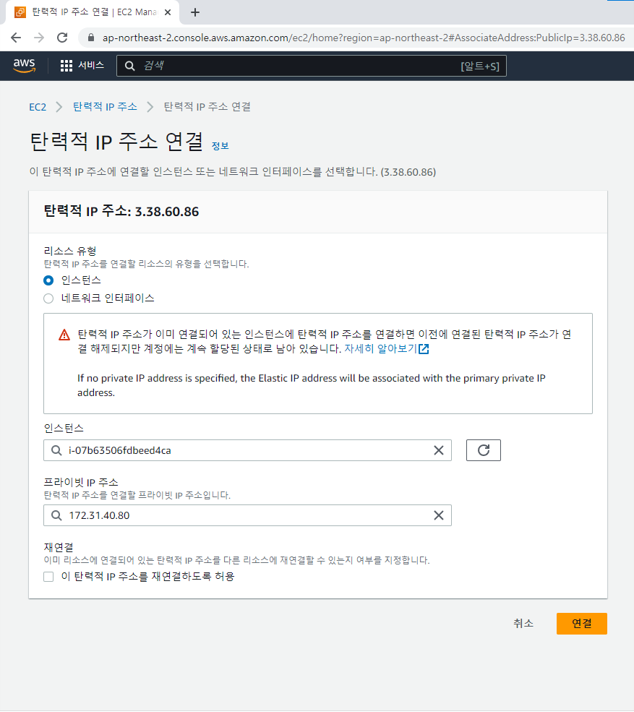 탄력적 IP 주소 연결 | EC2 Mana
ap-northeast-2.console.aws.amazon.com/ec2/home?region=ap-northeast-2#AssociateAddress:PublicIp=3.38.60.86
aws 서비스 검색 [알트+S]
EC2 > 탄력적 IP 주소 > 탄력적 IP 주소 연결
탄력적 IP 주소 연결 정보
이 탄력적 IP 주소에 연결할 인스턴스 또는 네트워크 인터페이스를 선택합니다. (3.38.60.86)
탄력적 IP 주소: 3.38.60.86
리소스 유형
탄력적 IP 주소를 연결할 리소스의 유형을 선택합니다.
인스턴스
네트워크 인터페이스
탄력적 IP 주소가 이미 연결되어 있는 인스턴스에 탄력적 IP 주소를 연결하면 이전에 연결된 탄력적 IP 주소가 연
결 해제되지만 계정에는 계속 할당된 상태로 남아 있습니다. 자세히 알아보기
If no private IP address is specified, the Elastic IP address will be associated with the primary private IP
address.
인스턴스
i-07b63506fdbeed4ca
프라이빗 IP 주소
탄력적 IP 주소를 연결할 프라이빗 IP 주소입니다.
172.31.40.80
재연결
이미 리소스에 연결되어 있는 탄력적 IP 주소를 다른 리소스에 재연결할 수 있는지 여부를 지정합니다.
이 탄력적 IP 주소를 재연결하도록 허용
취소 연결